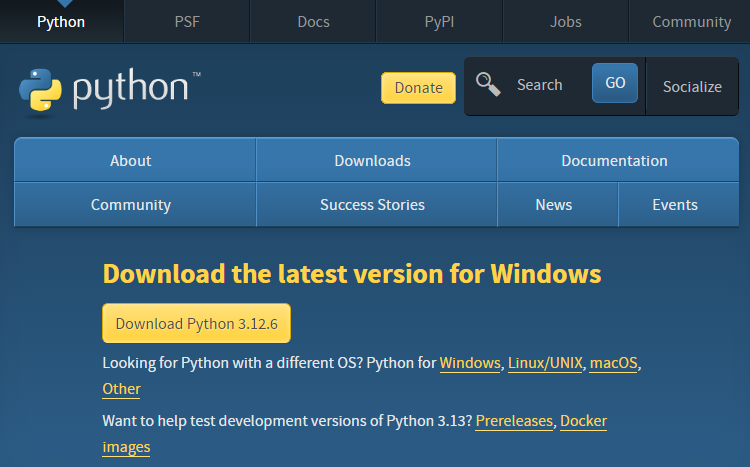 Python PSF Docs PyPI Jobs Community
python™ Donate Search GO Socialize
About Downloads Documentation
Community Success Stories News Events
Download the latest version for Windows
Download Python 3.12.6
Looking for Python with a different OS? Python for Windows, Linux/UNIX, macOS,
Other
Want to help test development versions of Python 3.13? Prereleases, Docker
images